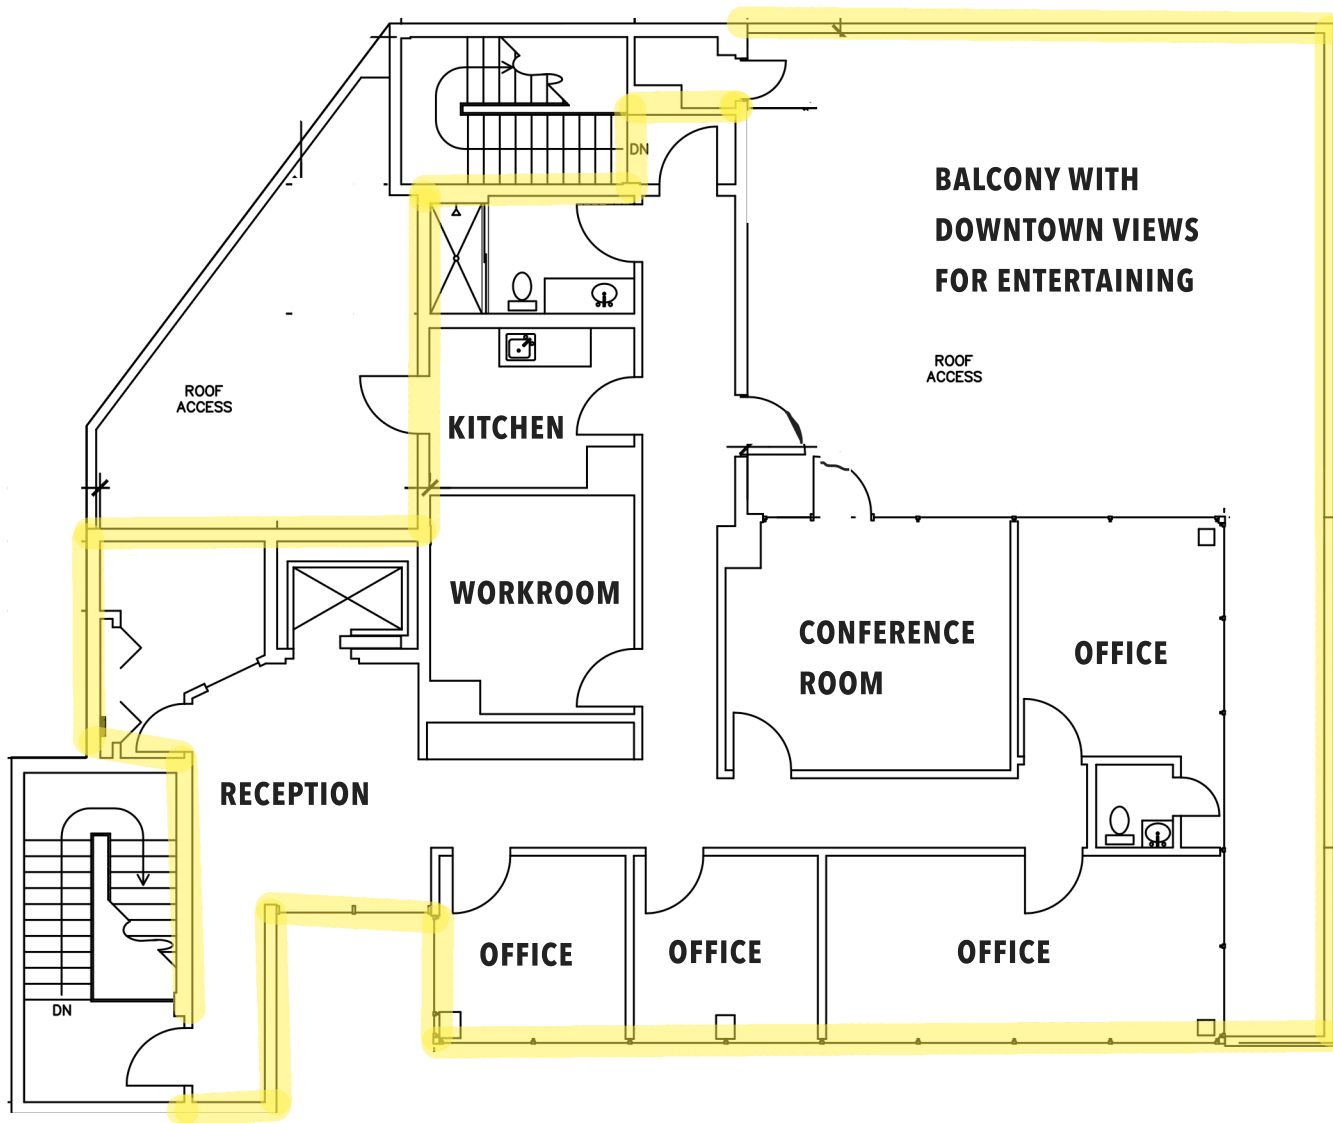 DN
BALCONY WITH
DOWNTOWN VIEWS
FOR ENTERTAINING
ROOF
ACCESS
ROOF
ACCESS
KITCHEN
WORKROOM
CONFERENCE
ROOM
OFFICE
RECEPTION
OFFICE
OFFICE
OFFICE
DN